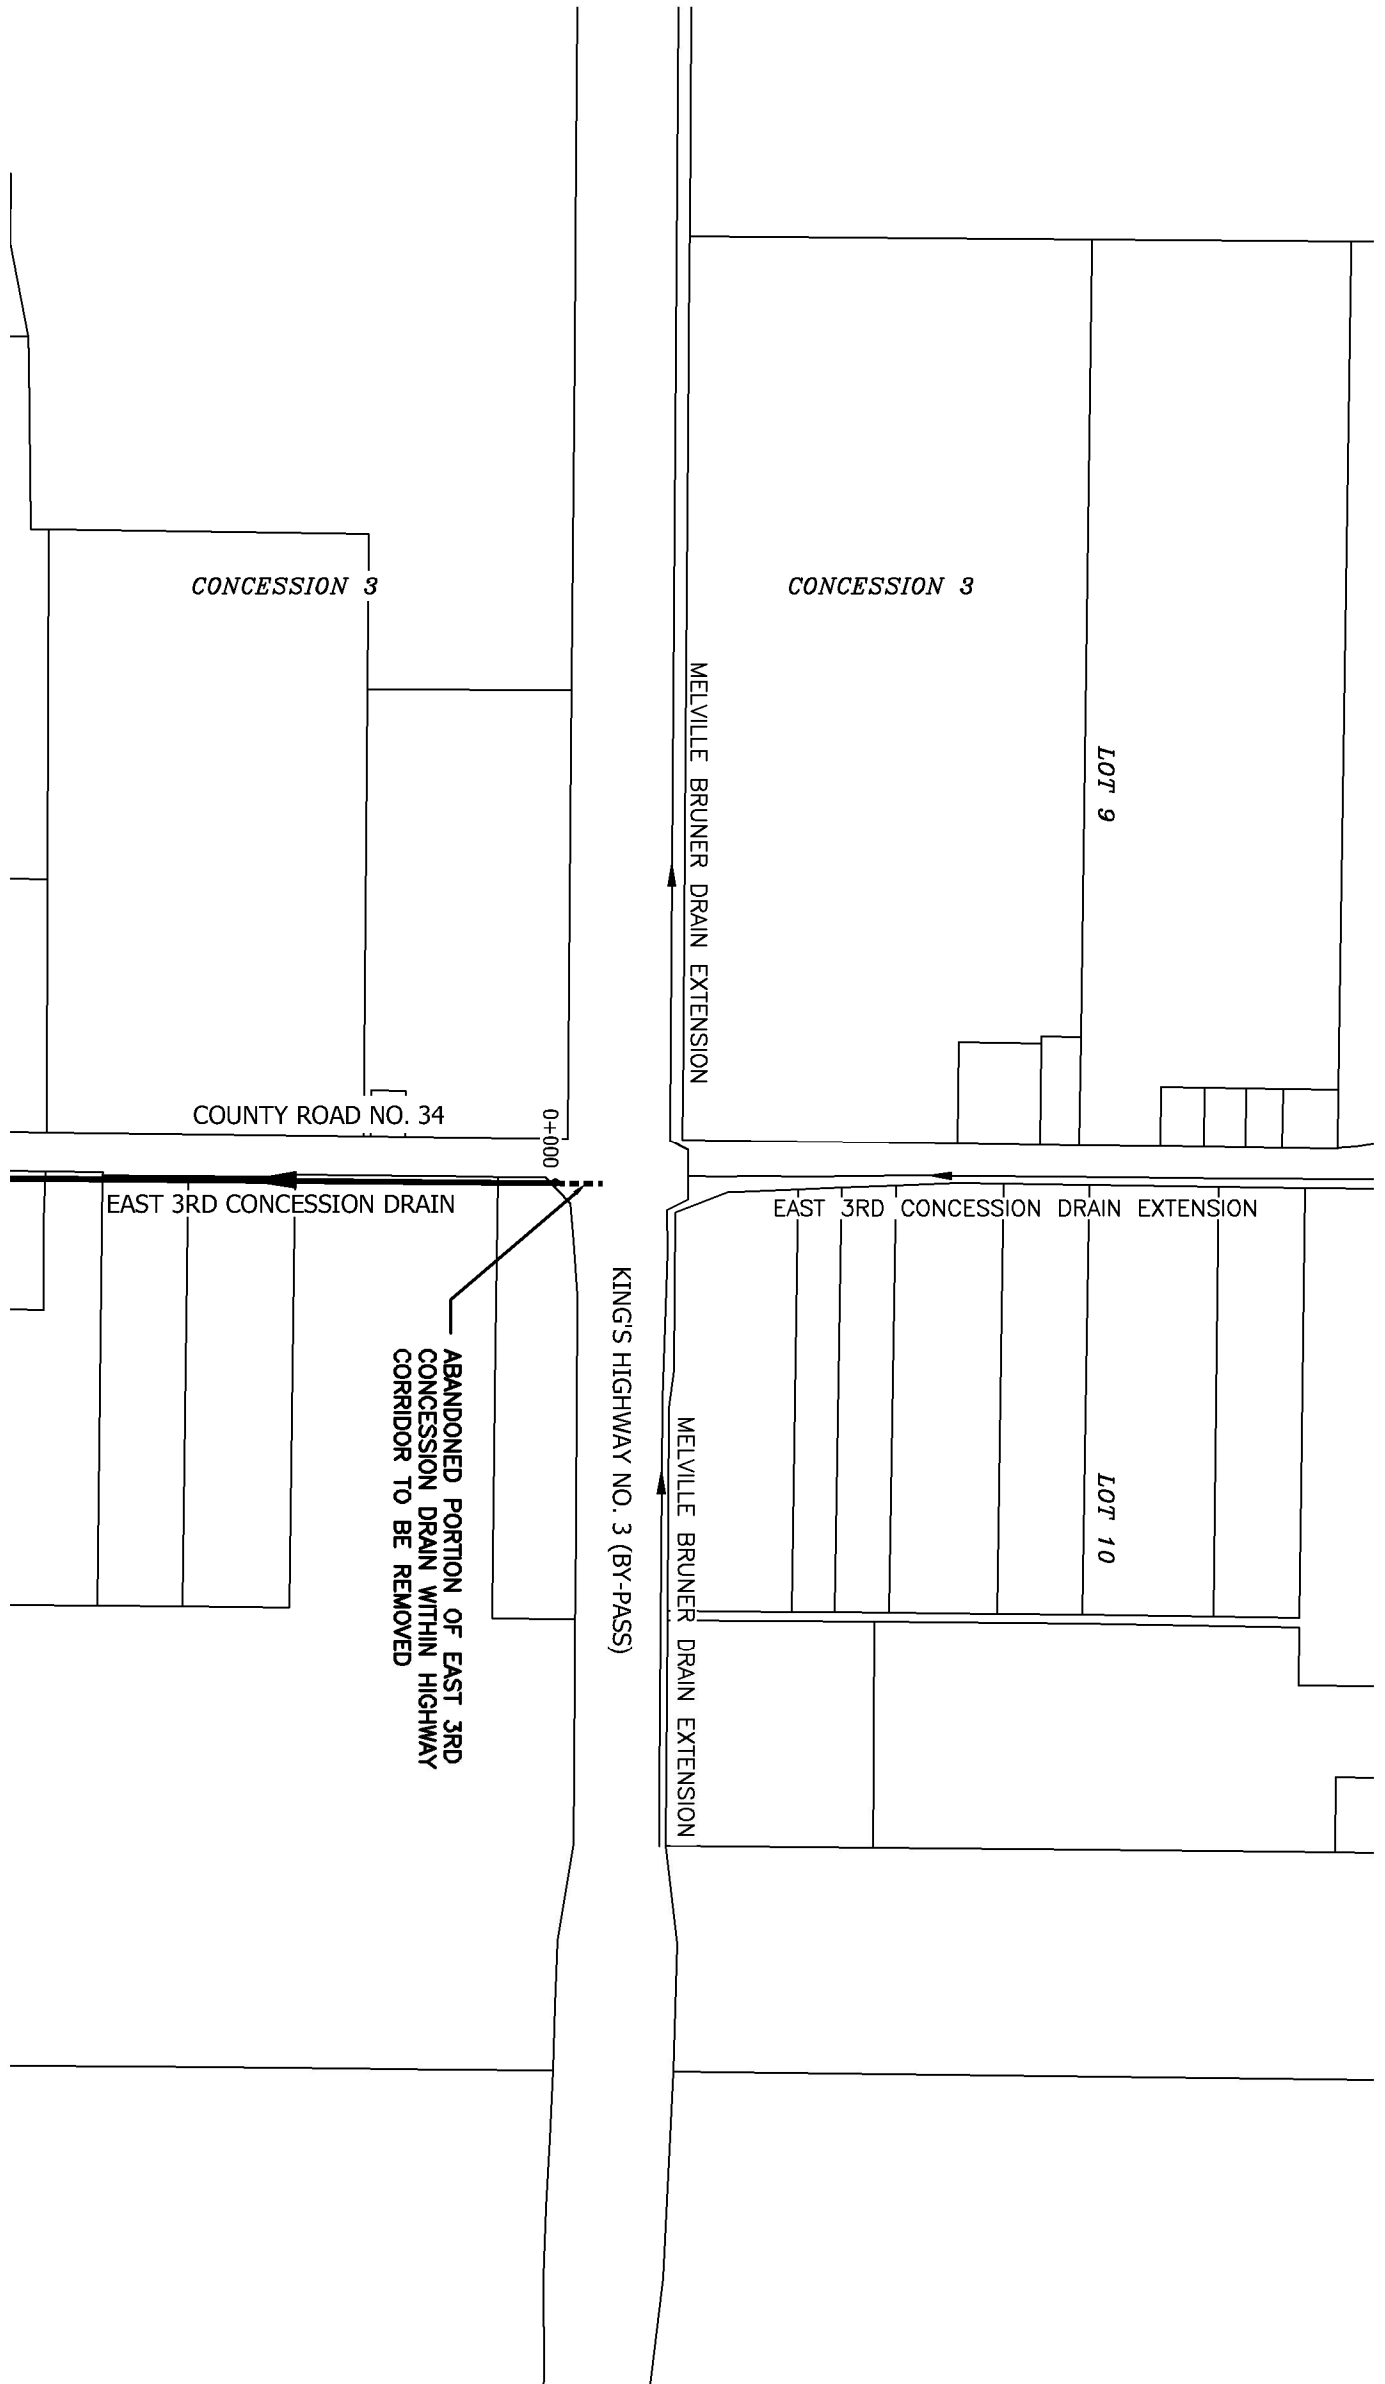 CONCESSION 3
CONCESSION 3
MELVILLE BRUNER DRAIN EXTENSION
LOT 9
COUNTY ROAD NO. 34
0+000
EAST 3RD CONCESSION DRAIN
EAST 3RD CONCESSION DRAIN EXTENSION
KING'S HIGHWAY NO. 3 (BY-PASS)
ABANDONED PORTION OF EAST 3RD
CONCESSION DRAIN WITHIN HIGHWAY
CORRIDOR TO BE REMOVED
MELVILLE BRUNER DRAIN EXTENSION
LOT 10